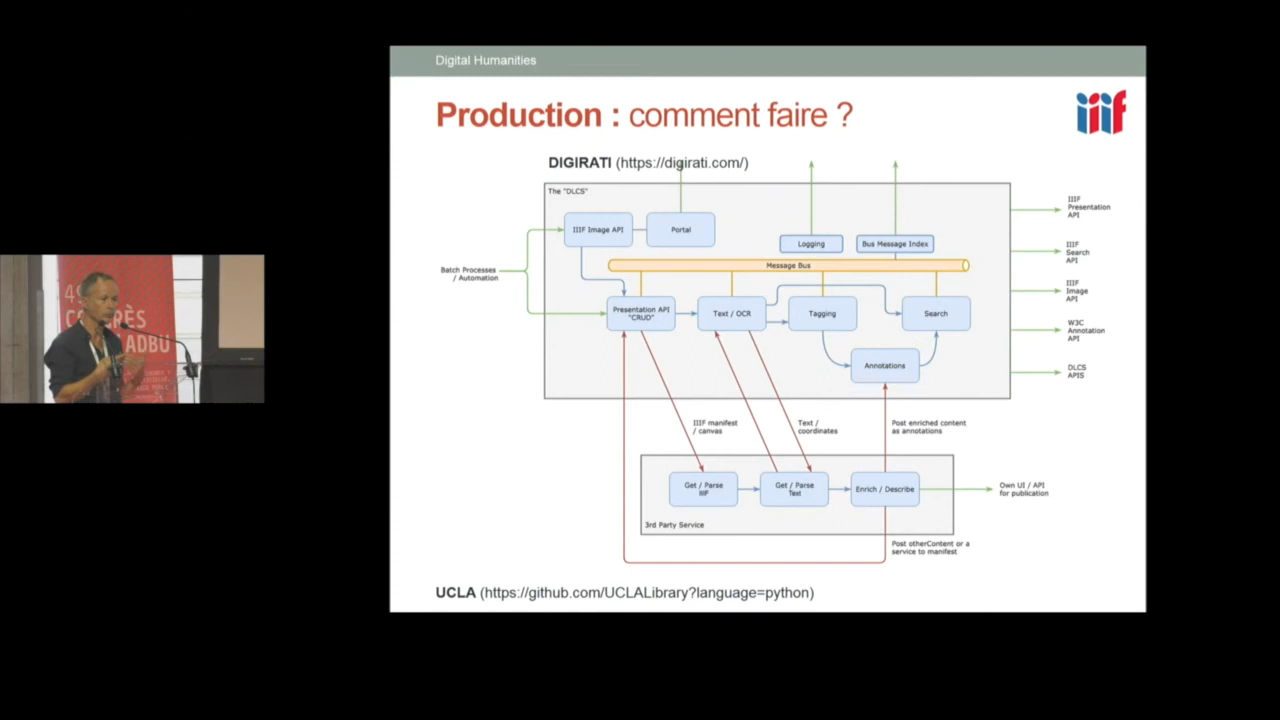 Digital Humanities
Production : comment faire ?
iiif
DIGIRATI (https://digirati.com/)
The "DLCS"
IIIF Image API
Portal
Logging
Bus Message Index
Message Bus
Batch Processes
/ Automation
Presentation API
"CRUD"
Text / OCR
Tagging
Search
Annotations
IIIF
Presentation
API
IIIF
Search
API
IIIF
Image
API
W3C
Annotation
API
DLCS
APIS
IIIF manifest
/ canvas
Text /
coordinates
Post enriched content
as annotations
Get / Parse
IIIF
Get / Parse
Text
Enrich / Describe
Own UI / API
for publication
3rd Party Service
Post otherContent or a
service to manifest
UCLA (https://github.com/UCLALibrary?language=python)
49
CONGRÈS
ADBU